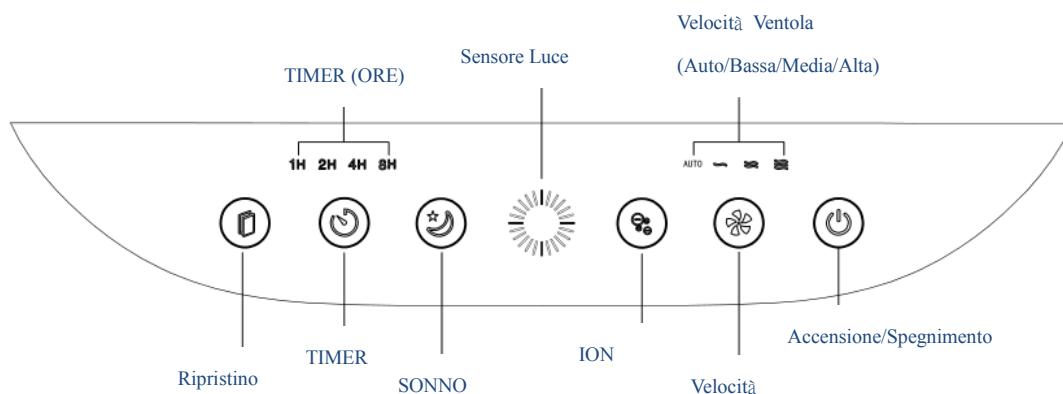 Velocità Ventola
(Auto/Bassa/Media/Alta)
Sensore Luce
TIMER (ORE)
1H 2H 4H 8H
AUTO
Accensione/Spegnimento
TIMER
ION
Ripristino
SONNO
Velocità